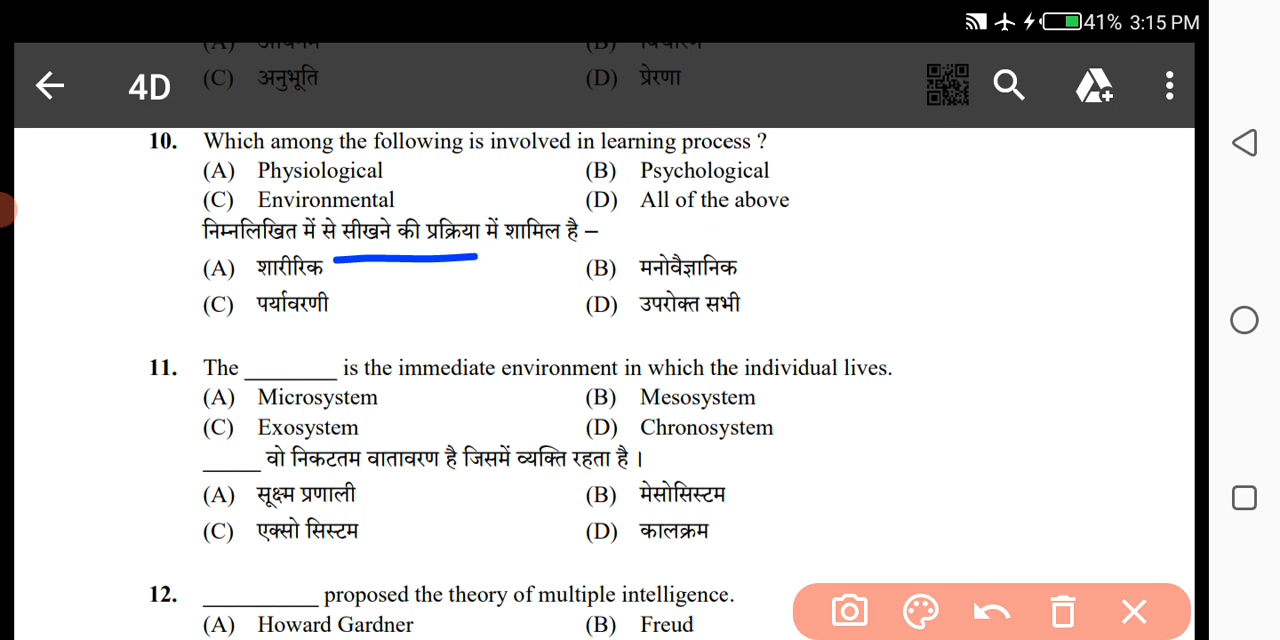 41% 3:15 PM
4D
(C) अनुभूति (D) प्रेरणा
10. Which among the following is involved in learning process ?
(A) Physiological (B) Psychological
(C) Environmental (D) All of the above
निम्नलिखित में से सीखने की प्रक्रिया में शामिल है –
(A) शारीरिक (B) मनोवैज्ञानिक
(C) पर्यावरणी (D) उपरोक्त सभी
11. The ________ is the immediate environment in which the individual lives.
(A) Microsystem (B) Mesosystem
(C) Exosystem (D) Chronosystem
_____ वो निकटतम वातावरण है जिसमें व्यक्ति रहता है ।
(A) सूक्ष्म प्रणाली (B) मेसोसिस्टम
(C) एक्सो सिस्टम (D) कालक्रम
12. __________ proposed the theory of multiple intelligence.
(A) Howard Gardner (B) Freud